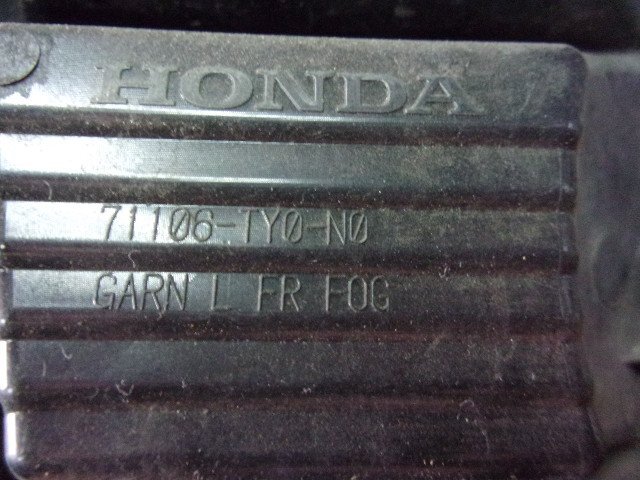 HONDA
71106-TY0-N0
GARN L FR FOG